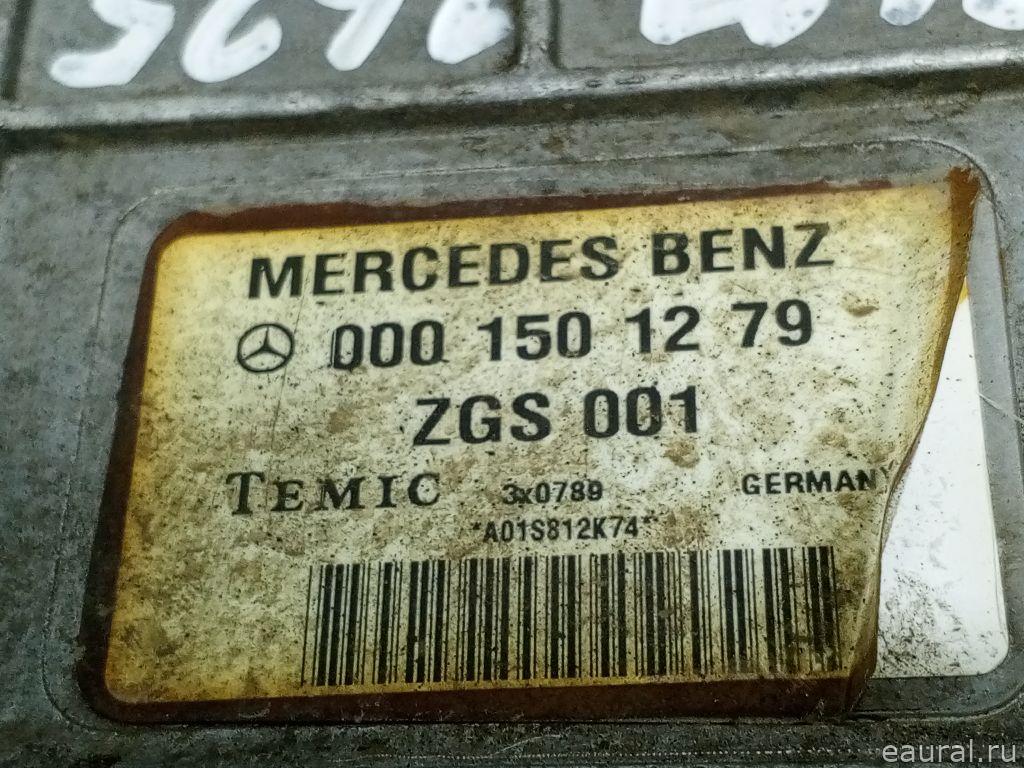 MERCEDES BENZ
000 150 12 79
ZGS 001
TEMIC 3x0789 GERMANY
*A01S812K74*
eaural.ru